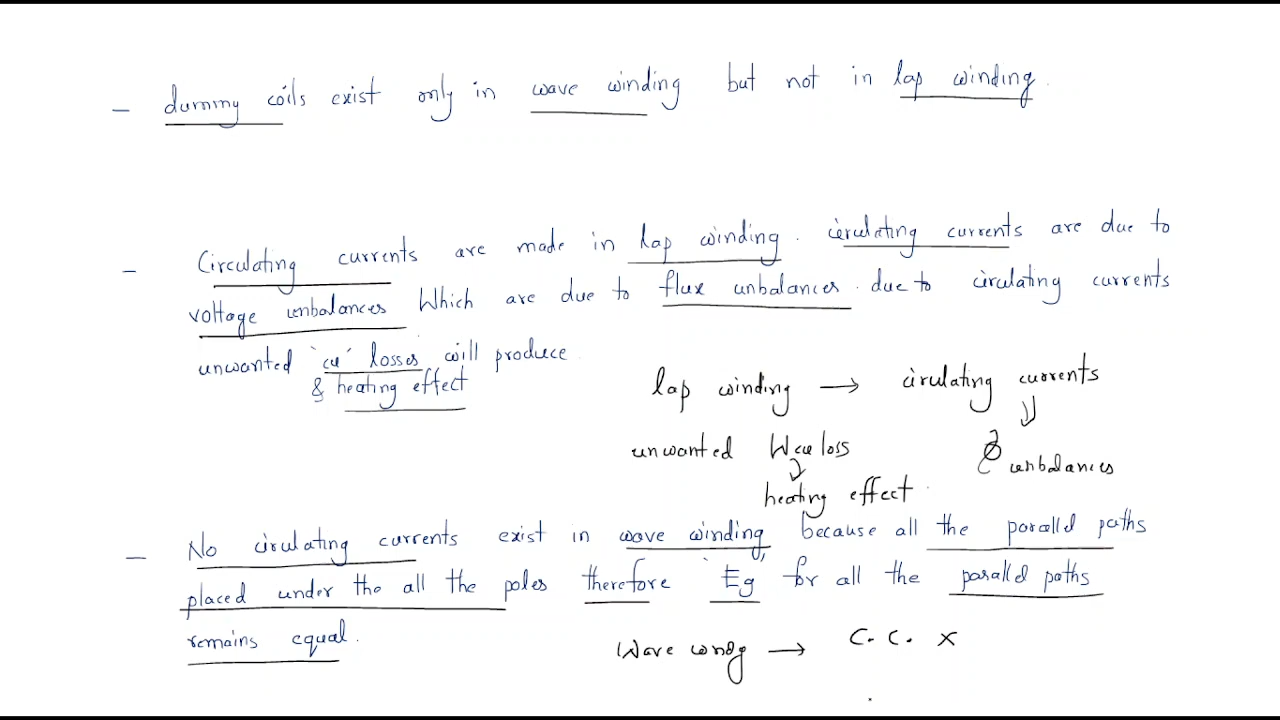 - dummy coils exist only in wave winding but not in lap winding.
- Circulating currents are made in lap winding. circulating currents are due to
voltage unbalances Which are due to flux unbalances. due to circulating currents
unwanted 'cu' losses will produce
& heating effect
lap winding → cirulating currents
unwanted Wcu loss
unbalances
heating effect.
- No cirulating currents exist in wave winding, because all the parallel paths
placed under the all the poles therefore 'Eg' for all the parallel paths
remains equal.
Wave windg → C. C. x